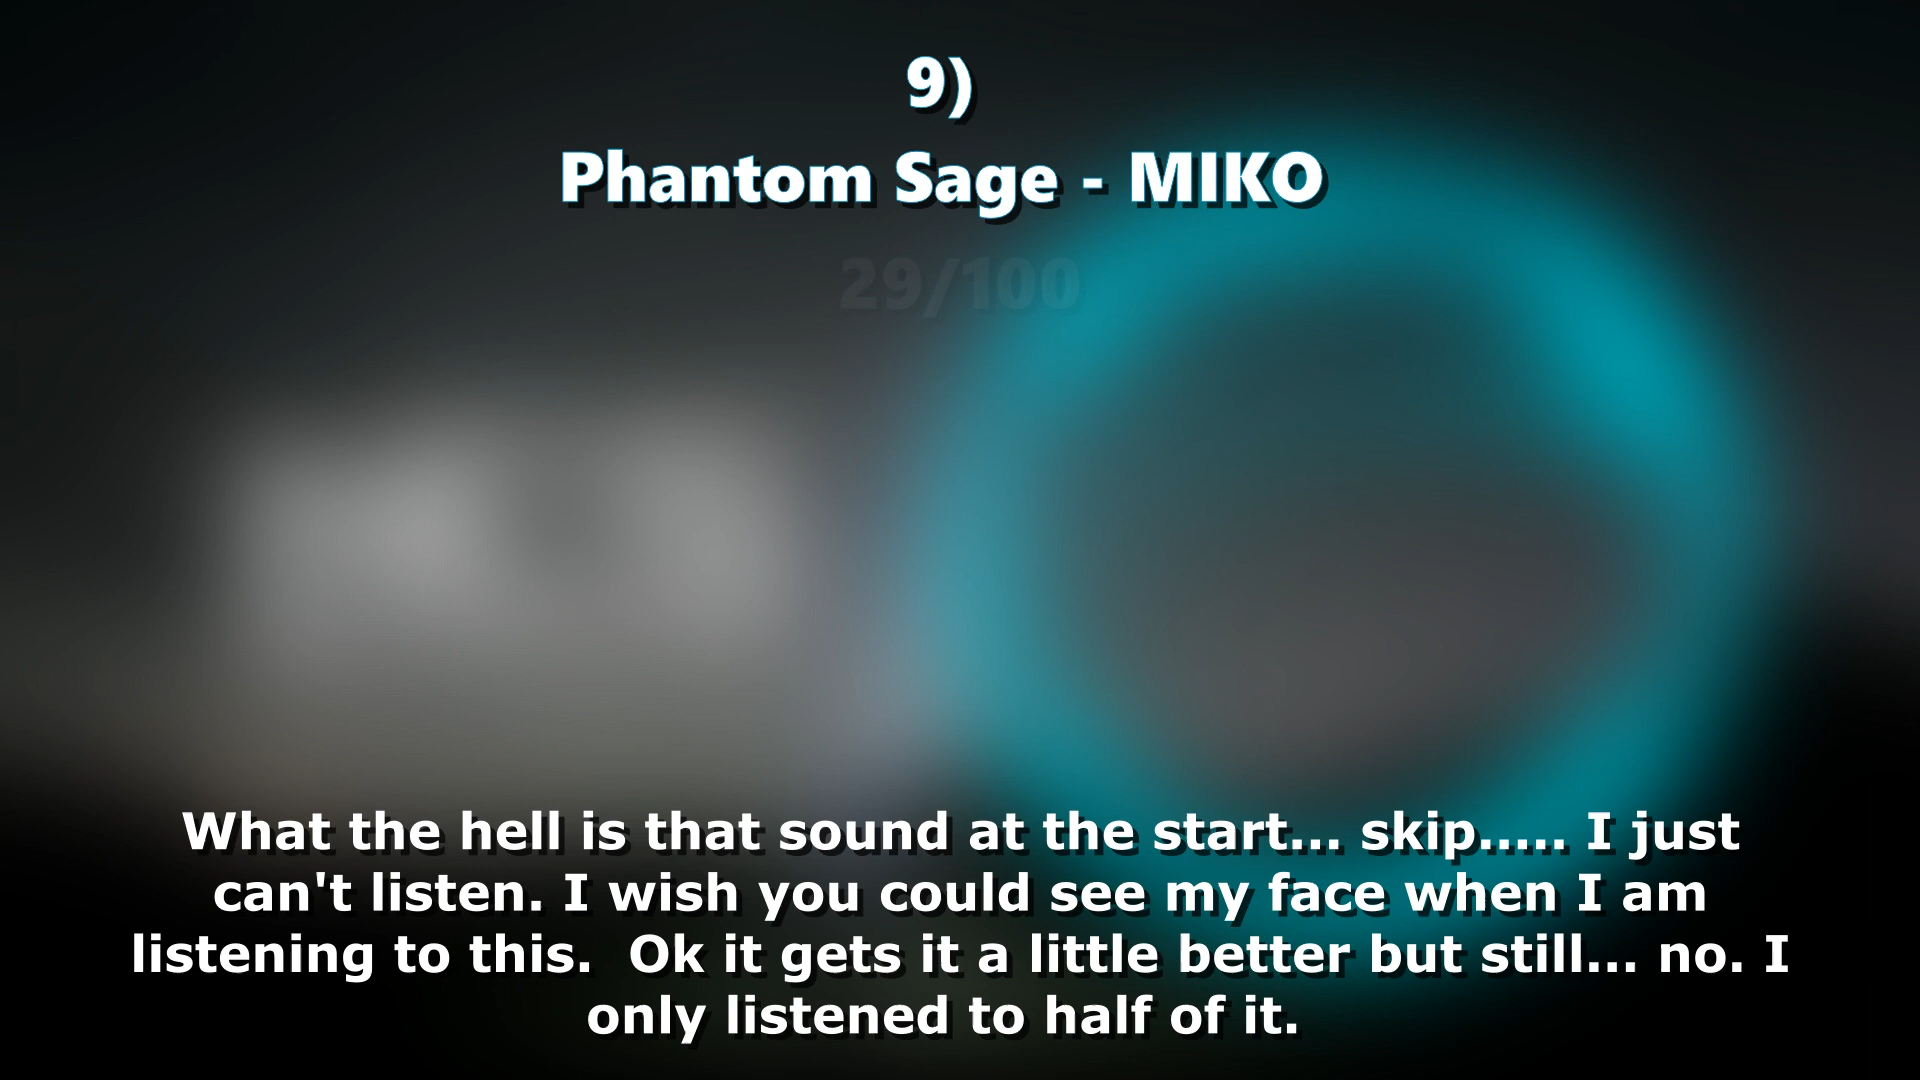 9)
Phantom Sage - MIKO
29/100
What the hell is that sound at the start... skip..... I just
can't listen. I wish you could see my face when I am
listening to this.  Ok it gets it a little better but still... no. I
only listened to half of it.